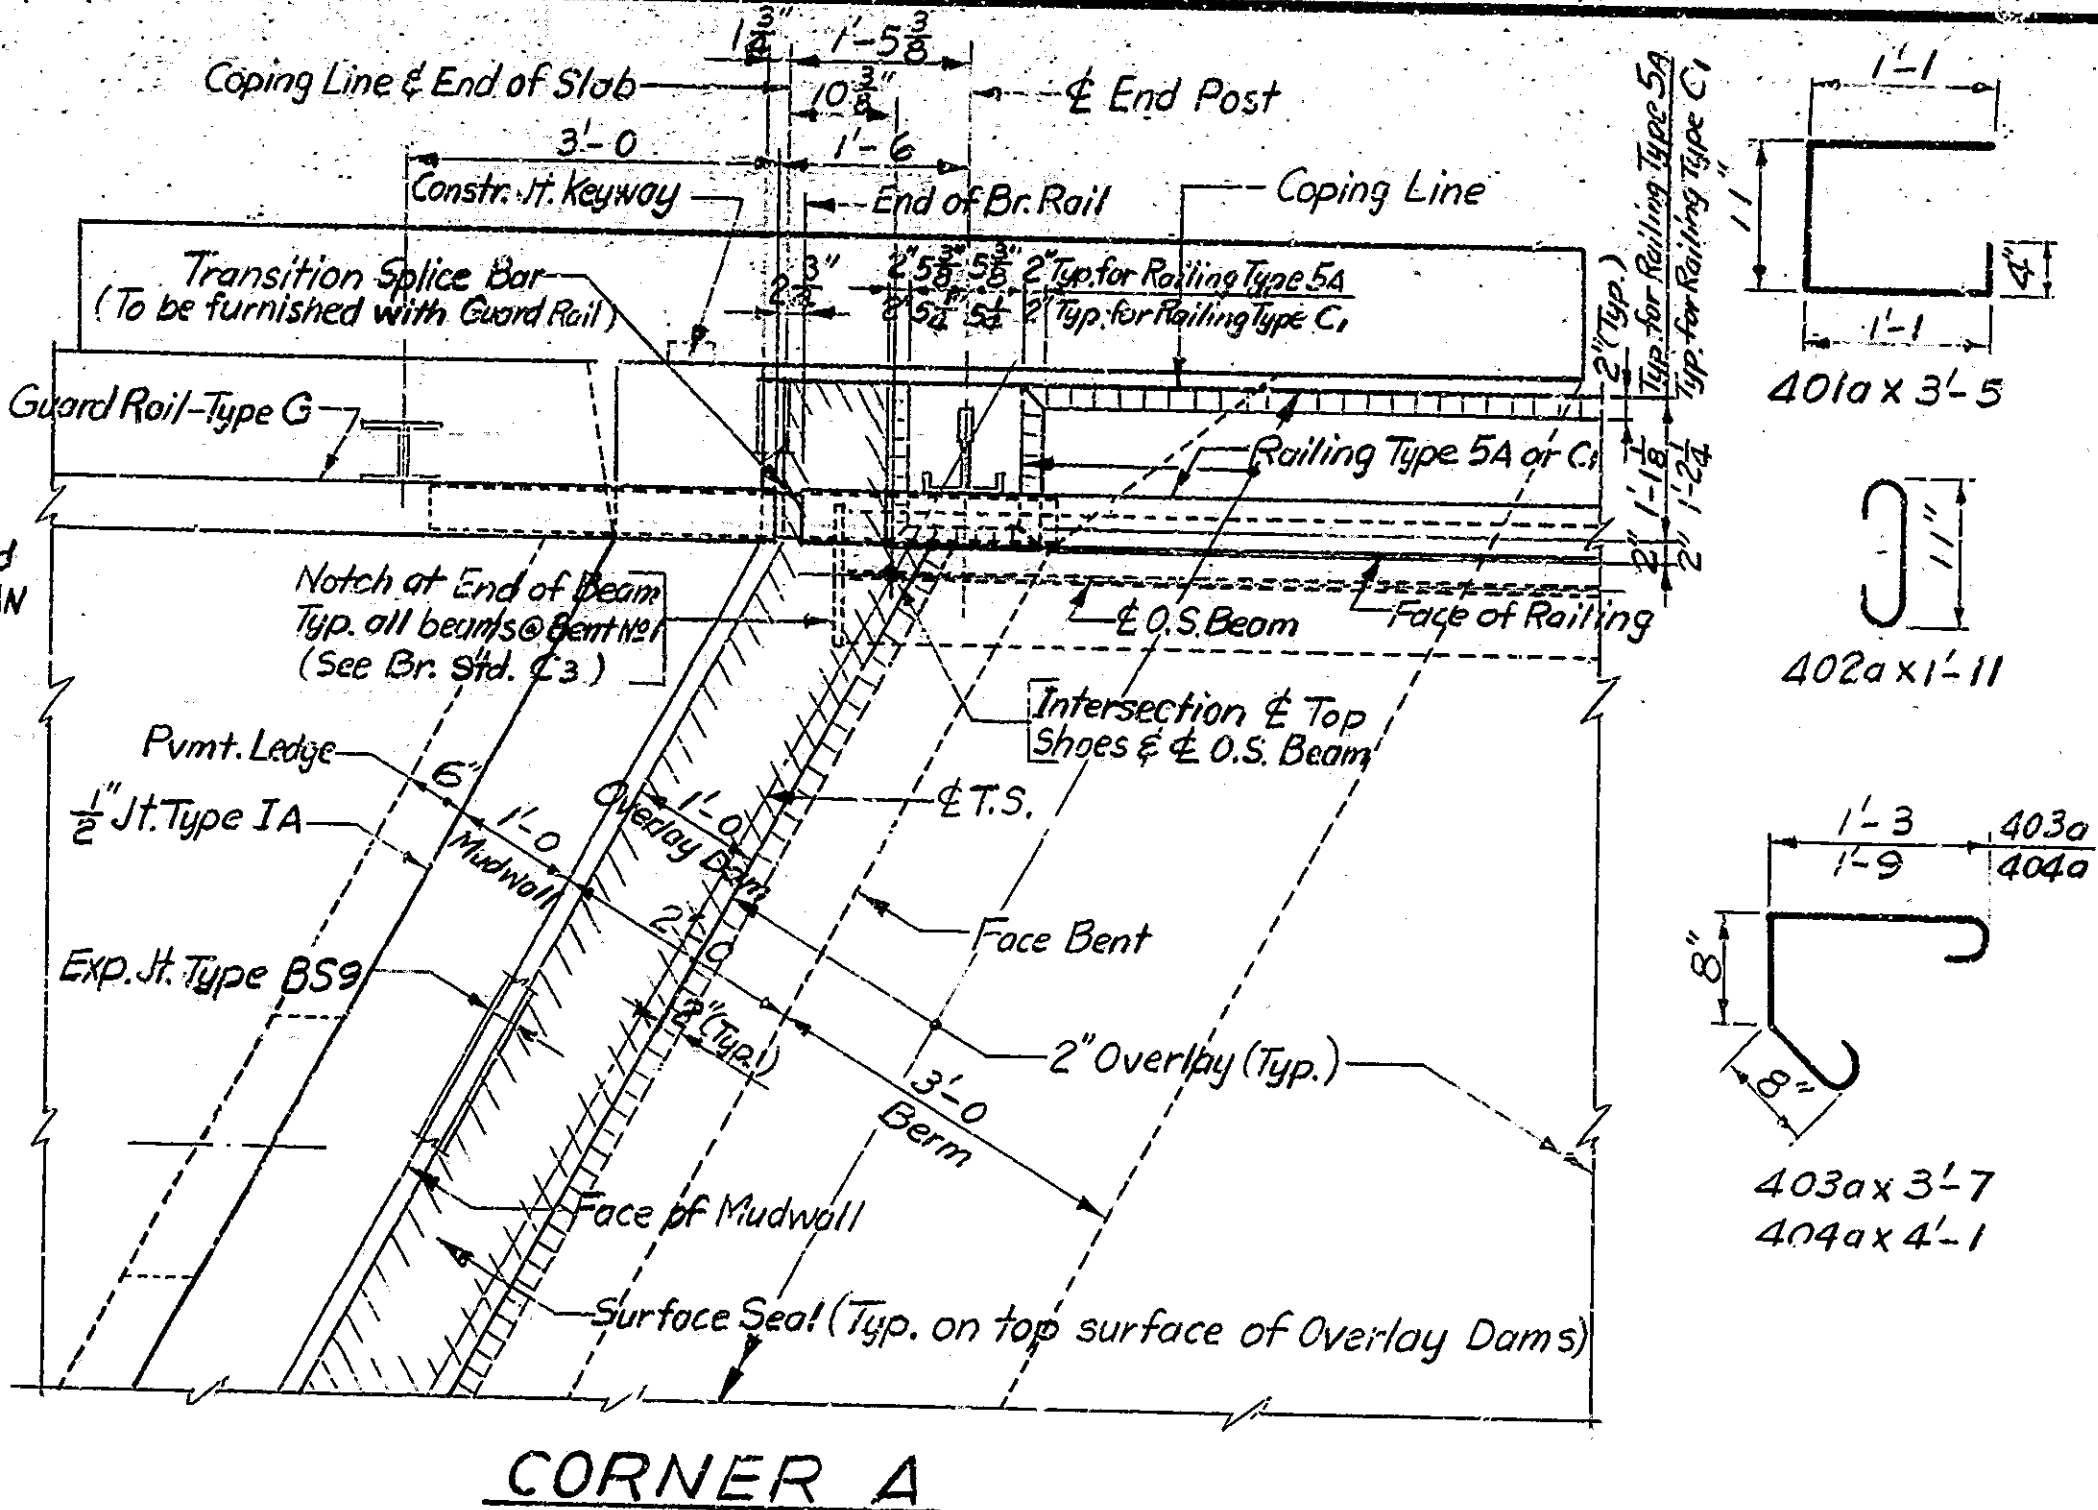 1 3/4" 1'-5 3/8
Coping Line & End of Slab
10 3/8"
℄ End Post
3'-0 1'-6
Constr. Jt. Keyway
End of Br. Rail
Coping Line
Transition Splice Bar
(To be furnished with Guard Rail)
2" 5 3/8" 5 3/8" 2" Typ. for Railing Type 5A
2" 5 1/4" 5 1/4 2" Typ. for Railing Type C1
2" (Typ.)
Typ. for Railing Type 5A
Typ. for Railing Type C1
Guard Rail-Type G
Railing Type 5A or C1
1'-1 1/8
1'-2 1/4
2"
2"
Notch at End of Beam
Typ. all beams @ Bent No1
(See Br. Std. C3)
℄ O.S. Beam
Face of Railing
Intersection ℄ Top
Shoes & ℄ O.S. Beam
Pvmt. Ledge
6"
1/2" Jt. Type IA
1'-0
Mudwall
1'-0
Overlay Dam
℄ T.S.
2'-0
Face Bent
Exp. Jt. Type BS9
2" (Typ.)
2" Overlay (Typ.)
3'-0
Berm
Face of Mudwall
Surface Seal (Typ. on top surface of Overlay Dams)
CORNER A
1'-1
11"
4"
1'-1
401a x 3'-5
11"
402a x 1'-11
1'-3 403a
1'-9 404a
8"
8"
403a x 3'-7
404a x 4'-1